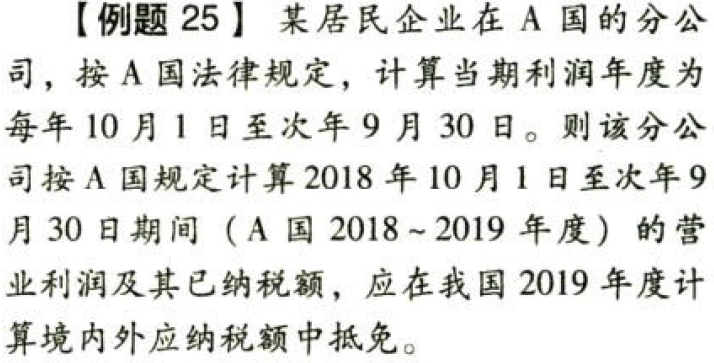 【例题 25】 某居民企业在 A 国的分公
司，按 A 国法律规定，计算当期利润年度为
每年 10 月 1 日至次年 9 月 30 日。则该分公
司按 A 国规定计算 2018 年 10 月 1 日至次年 9
月 30 日期间（A 国 2018～2019 年度）的营
业利润及其已纳税额，应在我国 2019 年度计
算境内外应纳税额中抵免。